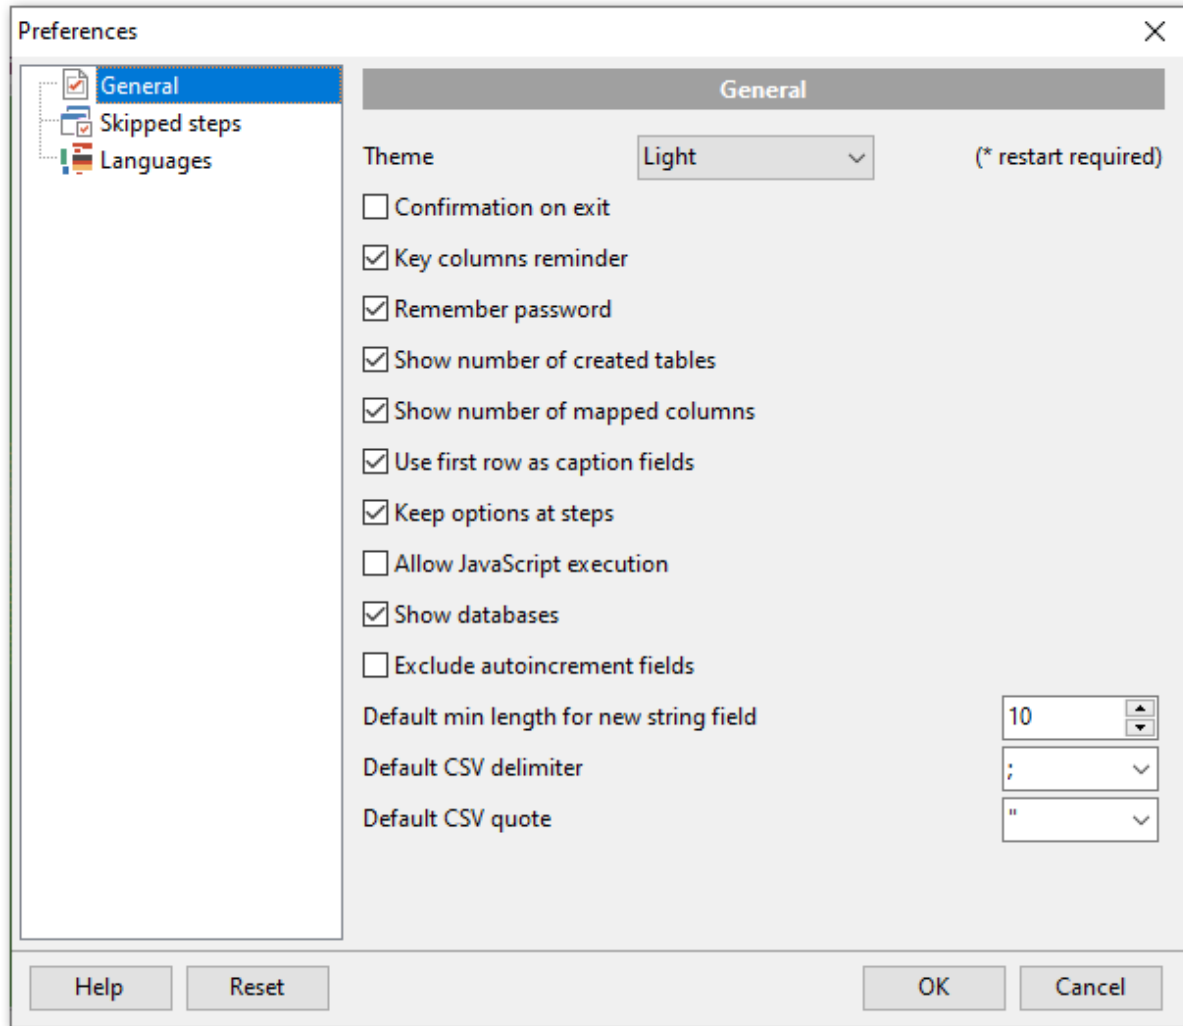 Preferences
General
Skipped steps
Languages
General
Theme Light (* restart required)
Confirmation on exit
Key columns reminder
Remember password
Show number of created tables
Show number of mapped columns
Use first row as caption fields
Keep options at steps
Allow JavaScript execution
Show databases
Exclude autoincrement fields
Default min length for new string field 10
Default CSV delimiter ;
Default CSV quote "
Help Reset OK Cancel